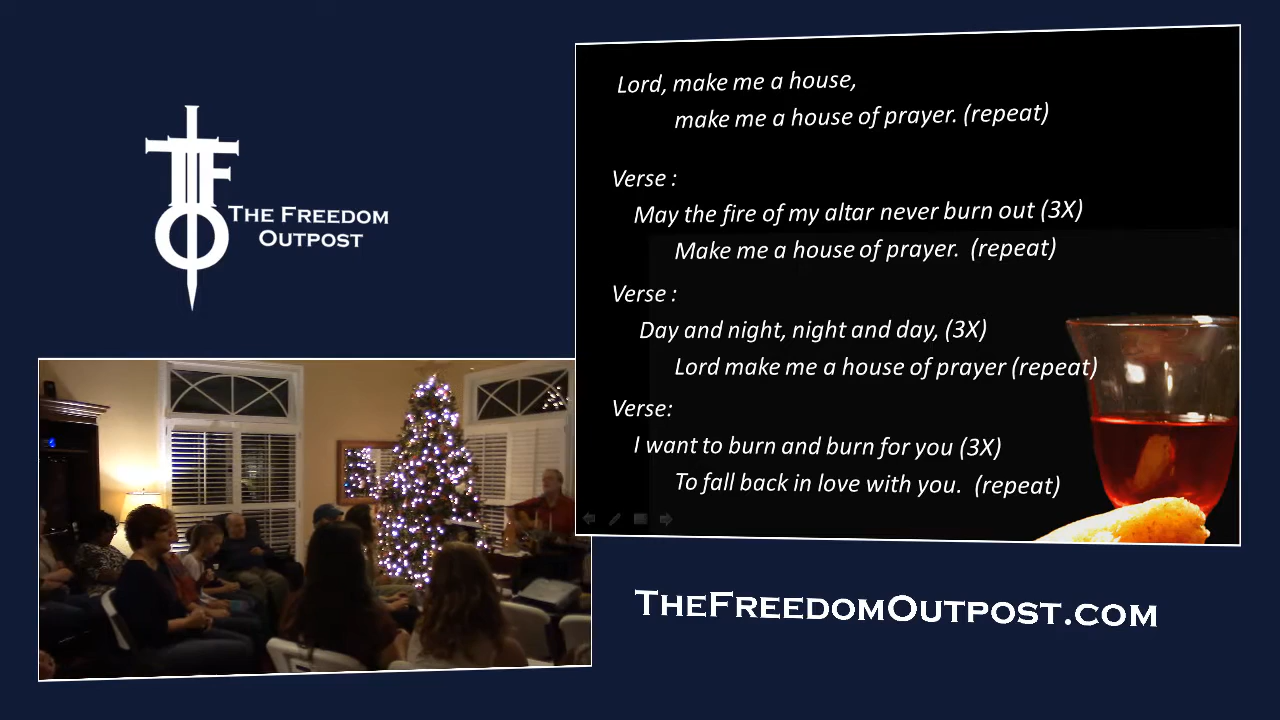 TFO
THE FREEDOM
OUTPOST
Lord, make me a house,
make me a house of prayer. (repeat)
Verse :
May the fire of my altar never burn out (3X)
Make me a house of prayer. (repeat)
Verse :
Day and night, night and day, (3X)
Lord make me a house of prayer (repeat)
Verse:
I want to burn and burn for you (3X)
To fall back in love with you. (repeat)
THEFREEDOMOUTPOST.COM